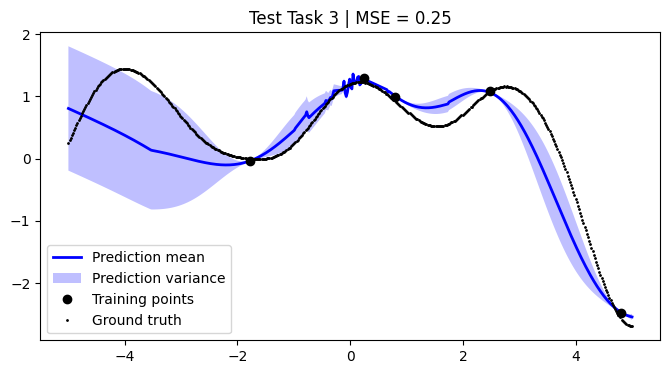 Test Task 3 | MSE = 0.25
2
1
0
−1
−2
Prediction mean
Prediction variance
Training points
Ground truth
−4 −2 0 2 4